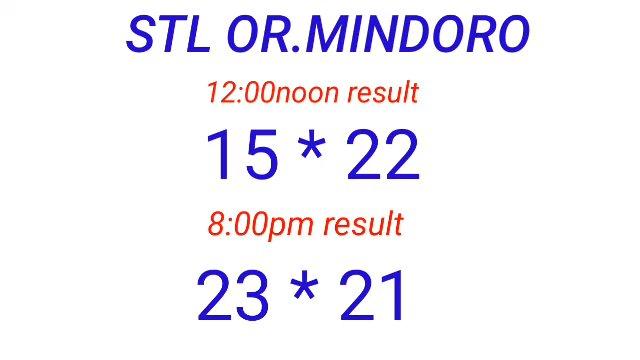 STL OR.MINDORO
12:00noon result
15 * 22
8:00pm result
23 * 21